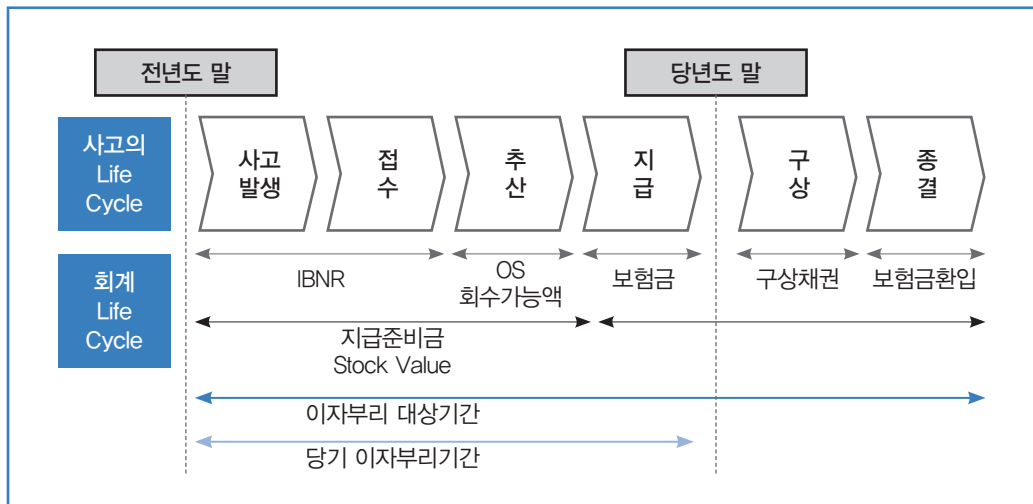 전년도 말
당년도 말
사고의
Life
Cycle
사고
발생
접
수
추
산
지
급
구
상
종
결
회계
Life
Cycle
IBNR
OS
회수가능액
보험금
구상채권
보험금환입
지급준비금
Stock Value
이자부리 대상기간
당기 이자부리기간